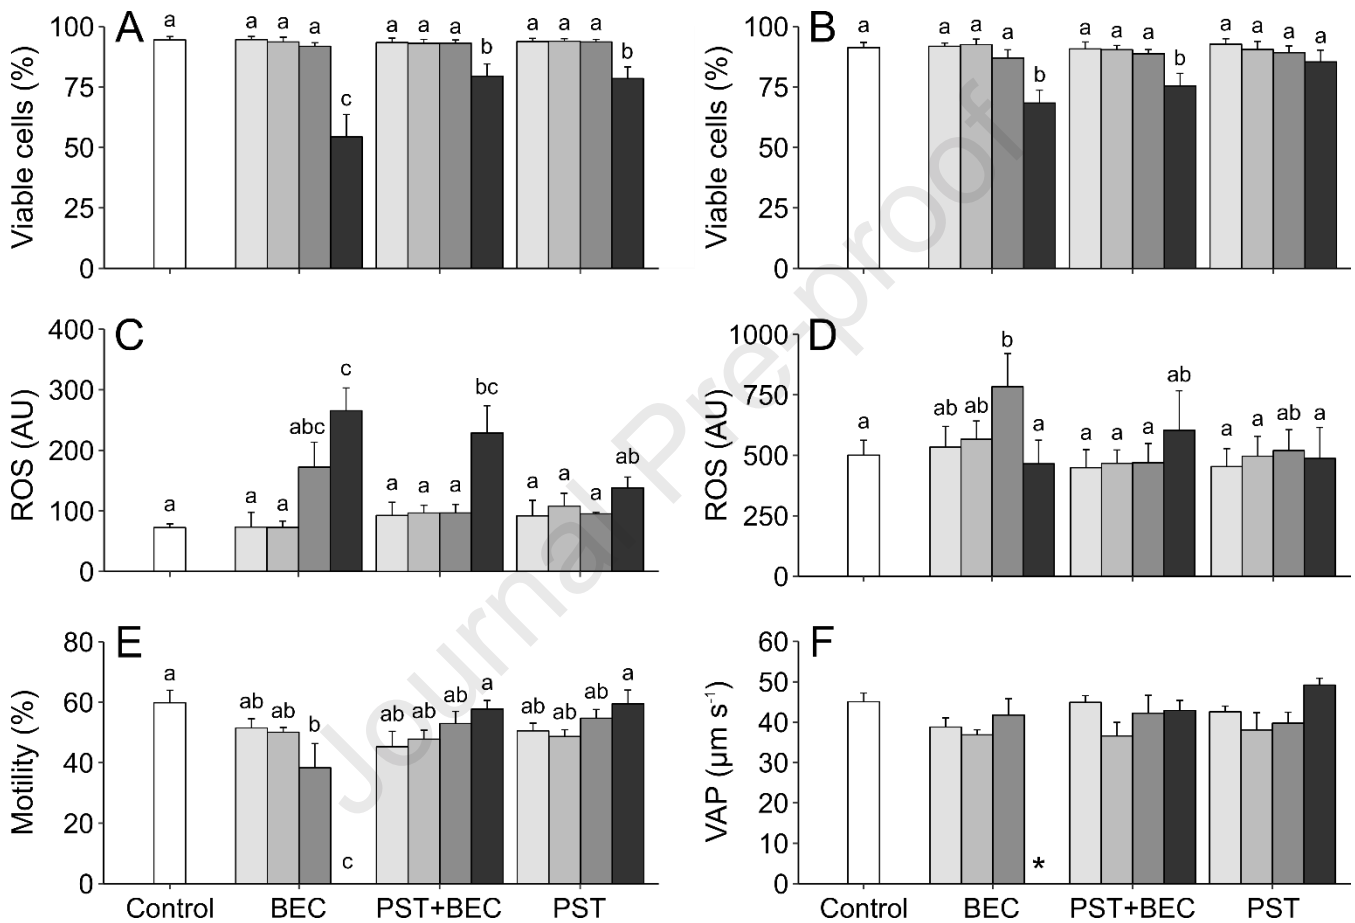 A
B
Viable cells (%)
100
75
50
25
0
a a a a c a a a b a a a b
Viable cells (%)
100
75
50
25
0
a a a a b a a a b a a a a
C
D
ROS (AU)
400
300
200
100
0
a a a abc c a a a bc a a a ab
ROS (AU)
1000
750
500
250
0
a ab ab b a a a a ab a a ab a
E
F
Motility (%)
80
60
40
20
0
a ab ab b c ab ab ab a ab ab ab a
VAP (µm s⁻¹)
60
50
40
30
20
10
0
*
Control BEC PST+BEC PST
Control BEC PST+BEC PST
Journal Pre-proof